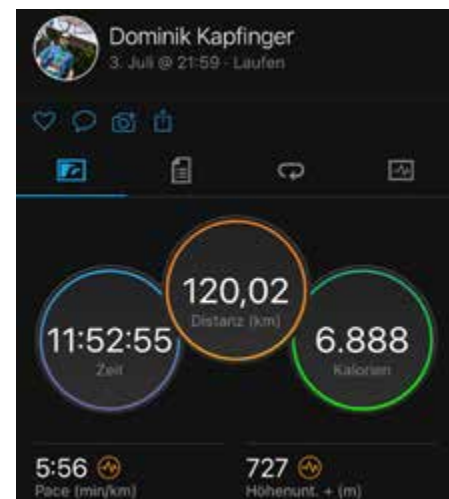 Dominik Kapfinger
3. Juli @ 21:59 · Laufen
120,02
Distanz (km)
11:52:55
Zeit
6.888
Kalorien
5:56
Pace (min/km)
727
Höhenunt. + (m)